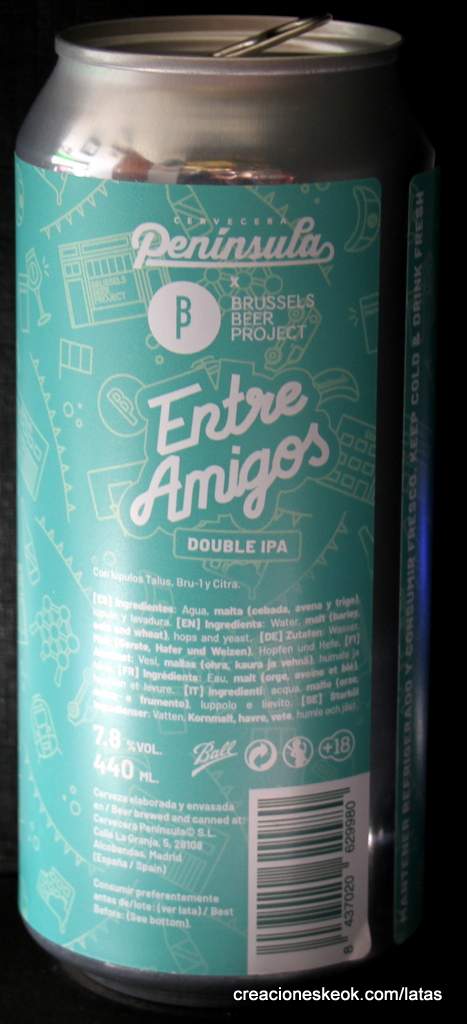 CERVECERA
Península
x
B
BRUSSELS
BEER
PROJECT
BRUSSELS
BEER
PROJECT
Entre
Amigos
DOUBLE IPA
Con lúpulos Talus, Bru-1 y Citra.
[ES] Ingredientes: Agua, malta (cebada, avena y trigo),
lúpulo y levadura. [EN] Ingredients: Water, malt (barley,
oats and wheat), hops and yeast. [DE] Zutaten: Wasser,
Malz (Gerste, Hafer und Weizen), Hopfen und Hefe. [FI]
Ainekset: Vesi, mallas (ohra, kaura ja vehnä), humala ja
[FR] Ingrédients: Eau, malt (orge, avoine et blé),
houblon et levure. [IT] Ingredienti: acqua, malto (orzo,
avena e frumento), luppolo e lievito. [SE] Starköl
Ingredienser: Vatten, Kornmalt, havre, vete, humle och jäst.
7.8 %VOL.
440 ML.
Ball
+18
Cerveza elaborada y envasada
en / Beer brewed and canned at:
Cervecera Península© S.L.
Calle La Granja, 5, 28108
Alcobendas, Madrid
(España / Spain)
Consumir preferentemente
antes de/lote: (ver lata) / Best
Before: (See bottom).
8 437020 629980
MANTENER REFRIGERADO Y CONSUMIR FRESCO. KEEP COLD & DRINK FRESH
creacioneskeok.com/latas